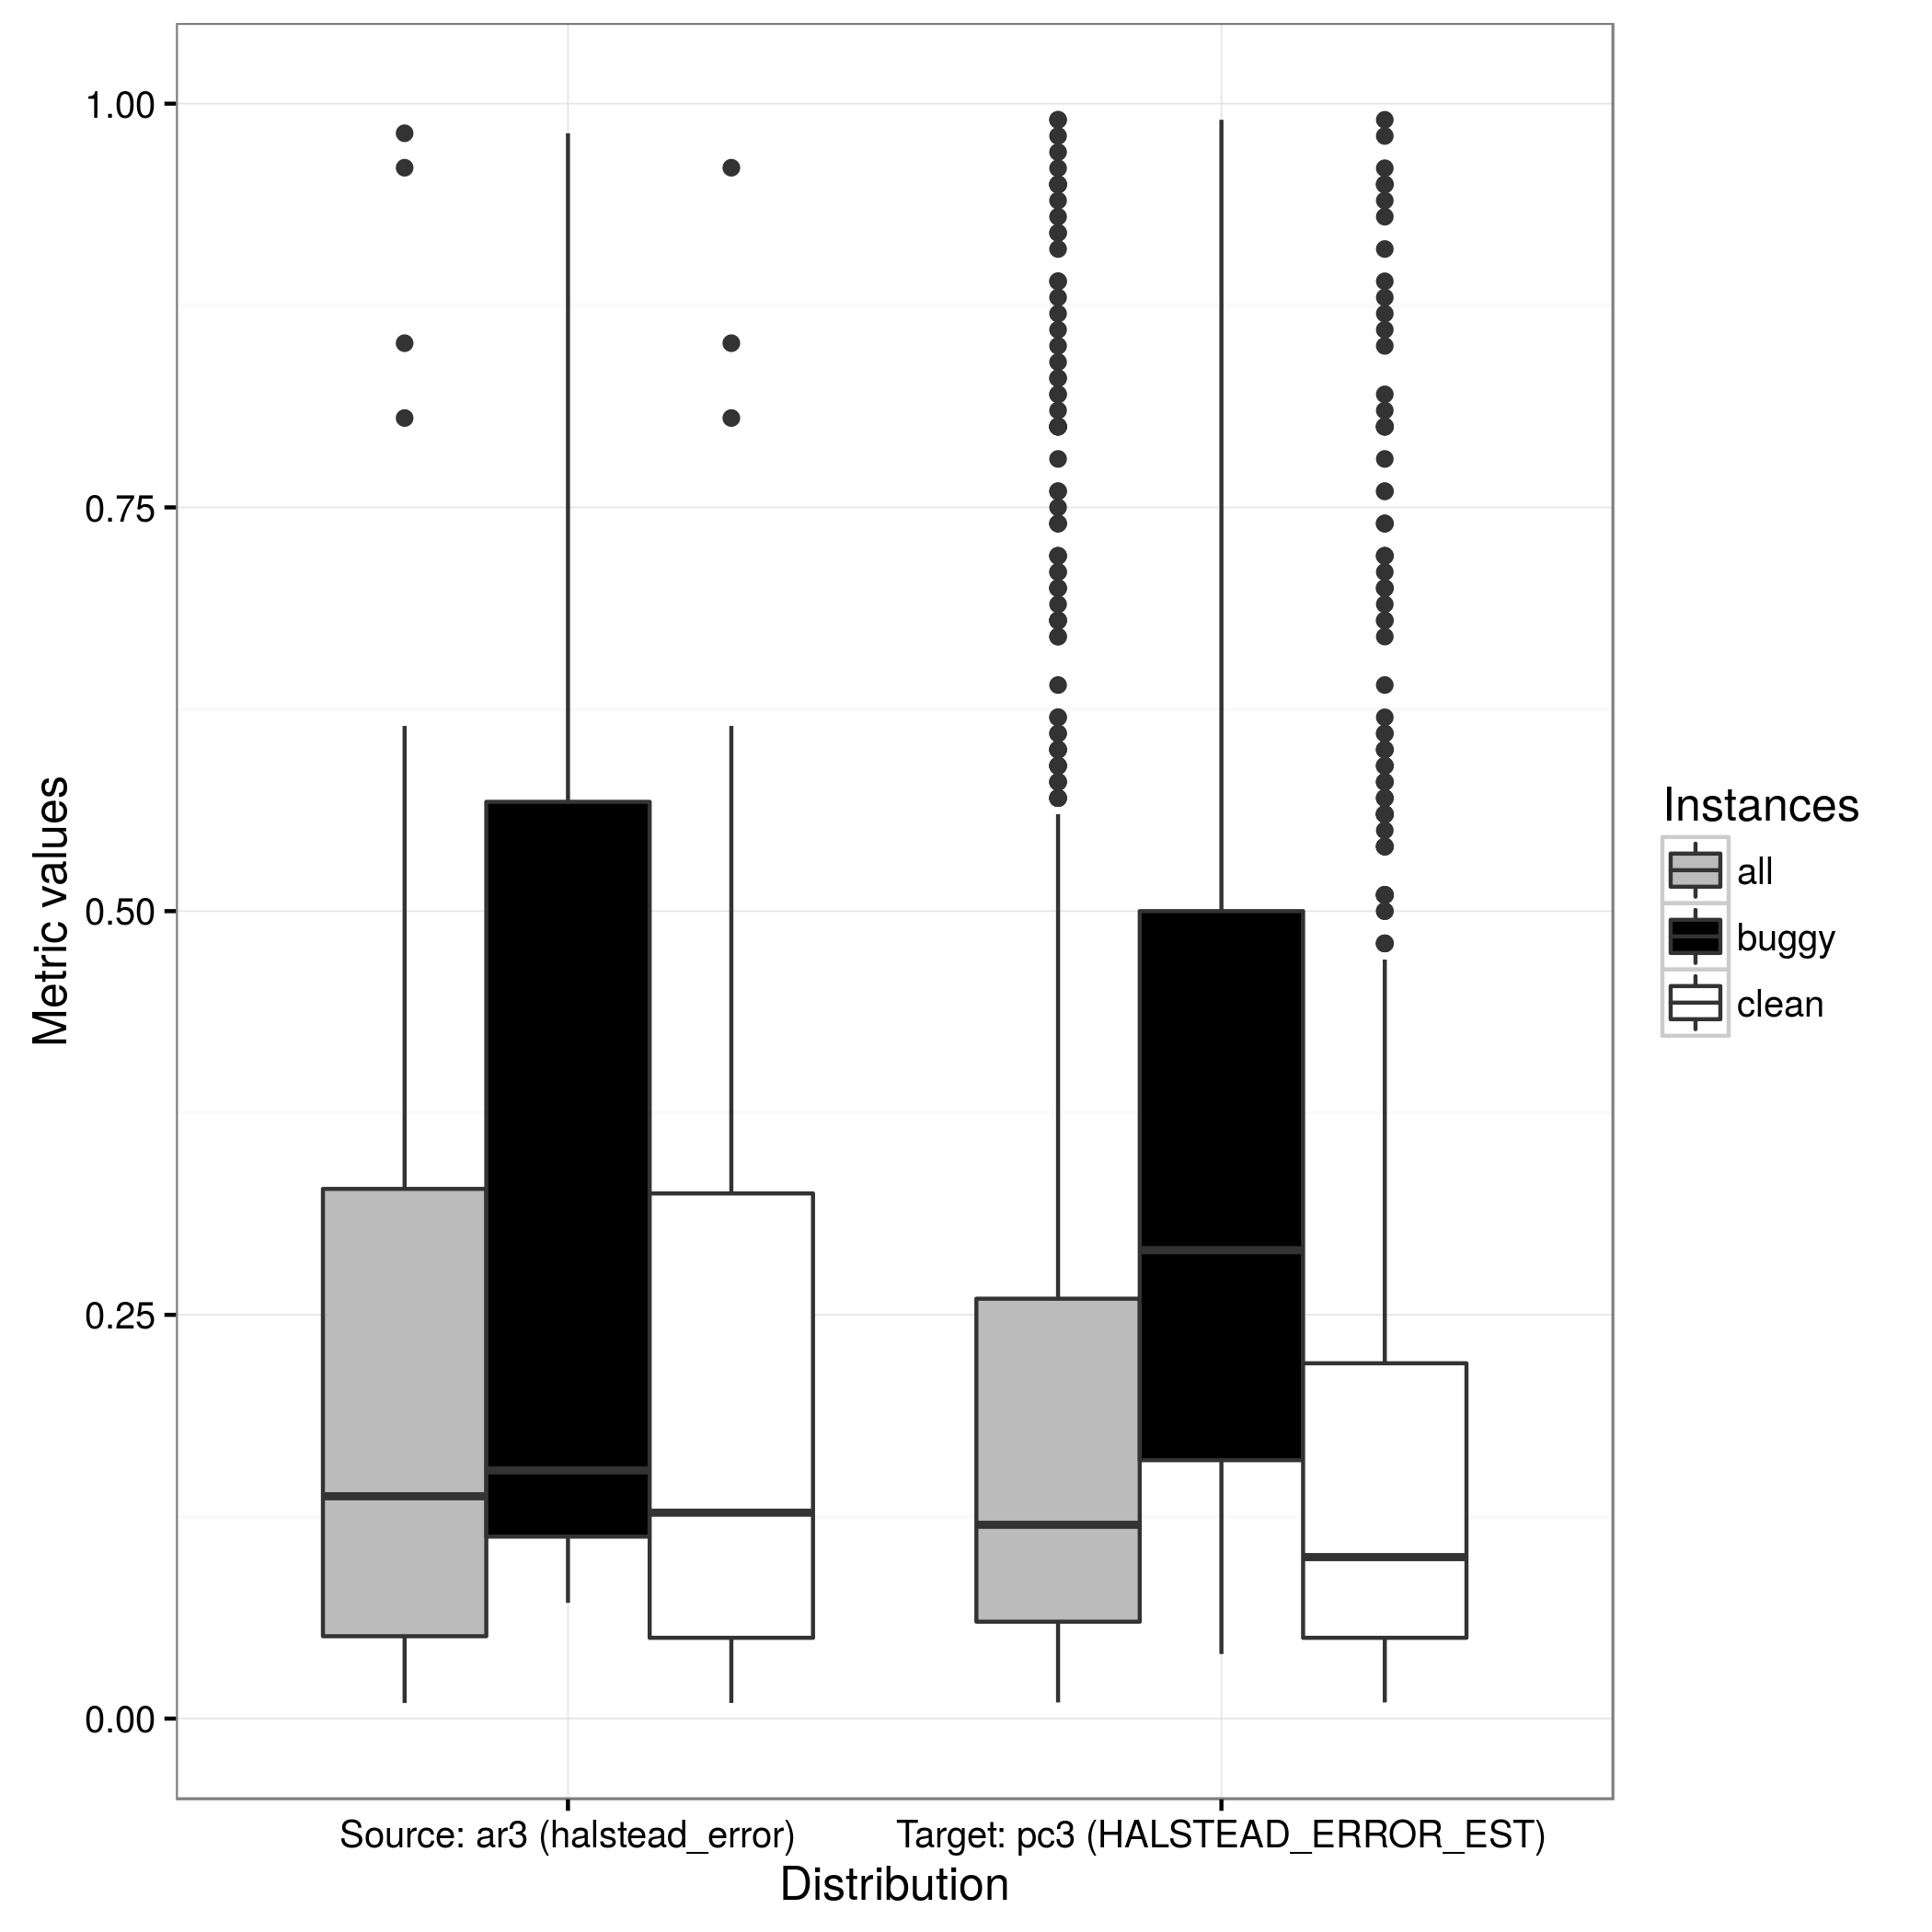 1.00
0.75
0.50
0.25
0.00
Metric values
Source: ar3 (halstead_error)
Target: pc3 (HALSTEAD_ERROR_EST)
Distribution
Instances
all
buggy
clean